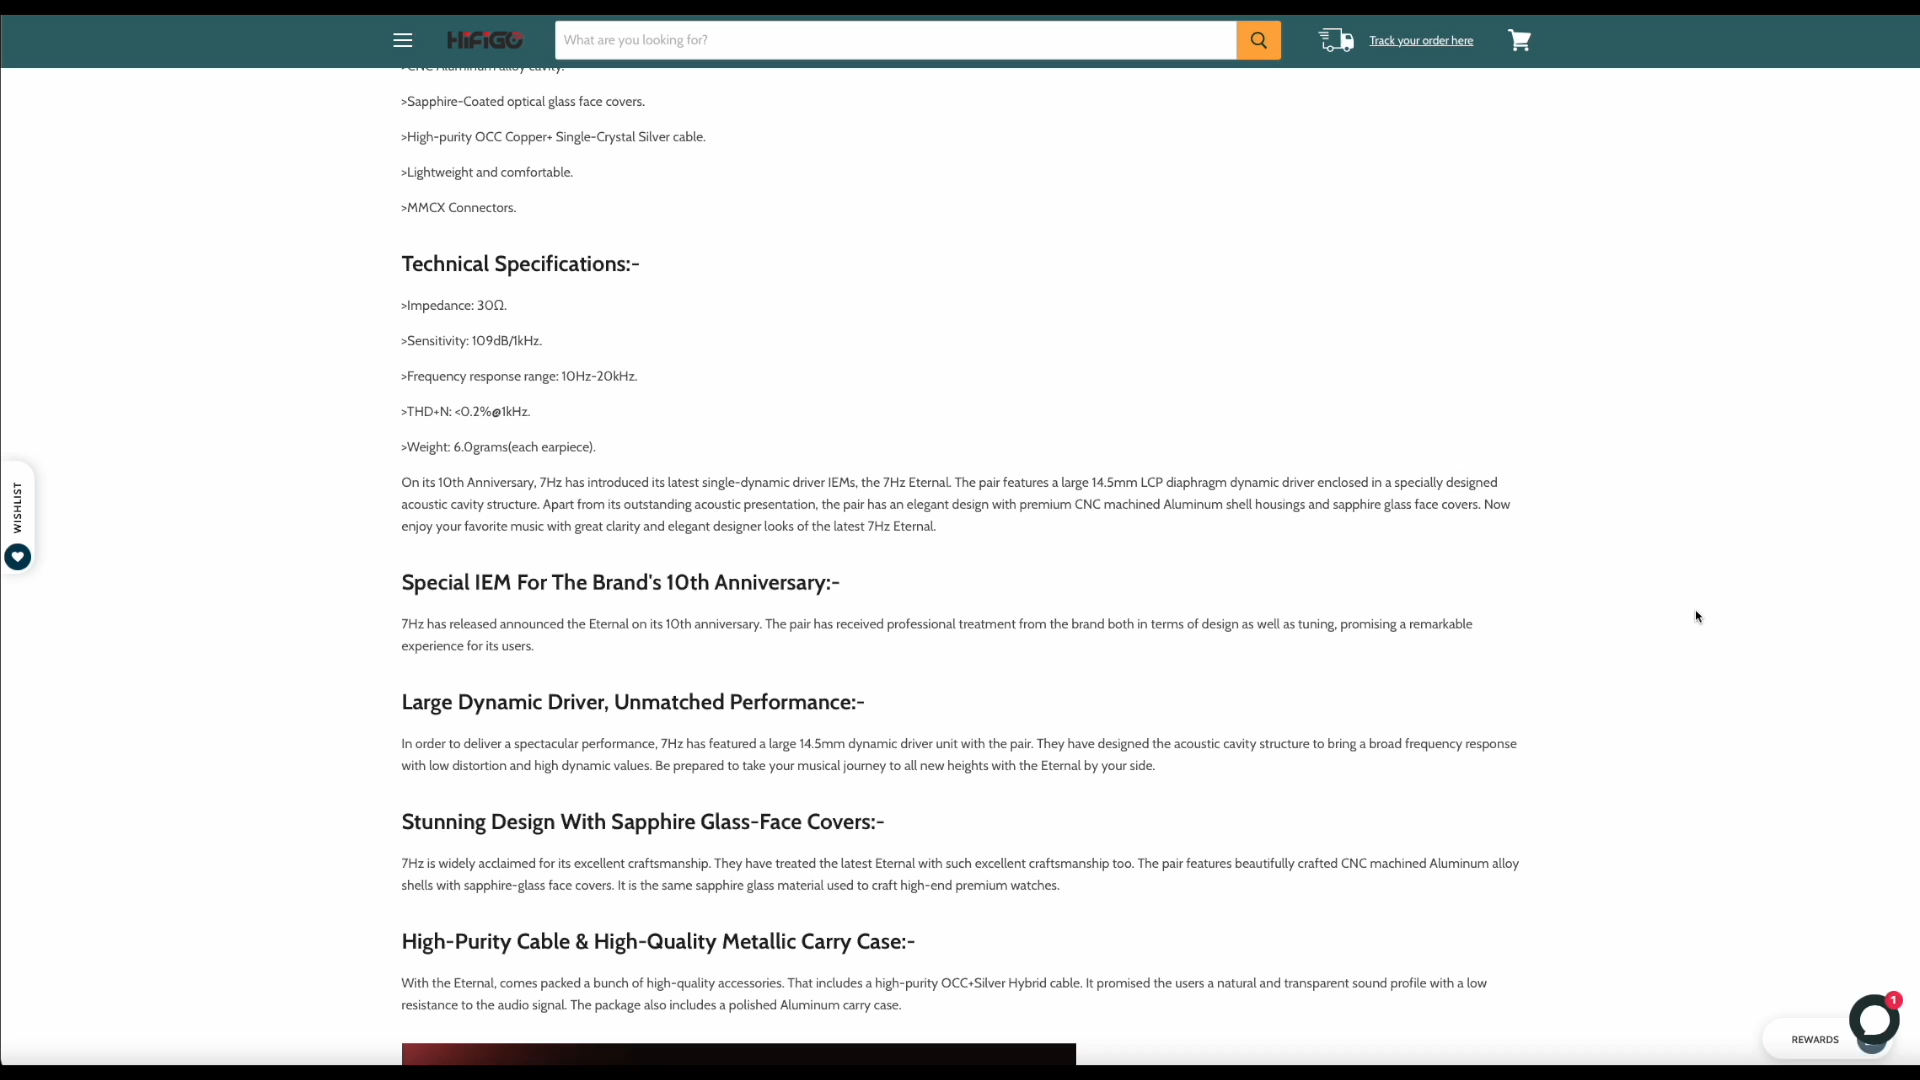 HiFiGO
What are you looking for?
Track your order here
>CNC Aluminum alloy cavity.
>Sapphire-Coated optical glass face covers.
>High-purity OCC Copper+ Single-Crystal Silver cable.
>Lightweight and comfortable.
>MMCX Connectors.
Technical Specifications:-
>Impedance: 30Ω.
>Sensitivity: 109dB/1kHz.
>Frequency response range: 10Hz-20kHz.
>THD+N: <0.2%@1kHz.
>Weight: 6.0grams(each earpiece).
On its 10th Anniversary, 7Hz has introduced its latest single-dynamic driver IEMs, the 7Hz Eternal. The pair features a large 14.5mm LCP diaphragm dynamic driver enclosed in a specially designed
acoustic cavity structure. Apart from its outstanding acoustic presentation, the pair has an elegant design with premium CNC machined Aluminum shell housings and sapphire glass face covers. Now
enjoy your favorite music with great clarity and elegant designer looks of the latest 7Hz Eternal.
WISHLIST
Special IEM For The Brand's 10th Anniversary:-
7Hz has released announced the Eternal on its 10th anniversary. The pair has received professional treatment from the brand both in terms of design as well as tuning, promising a remarkable
experience for its users.
Large Dynamic Driver, Unmatched Performance:-
In order to deliver a spectacular performance, 7Hz has featured a large 14.5mm dynamic driver unit with the pair. They have designed the acoustic cavity structure to bring a broad frequency response
with low distortion and high dynamic values. Be prepared to take your musical journey to all new heights with the Eternal by your side.
Stunning Design With Sapphire Glass-Face Covers:-
7Hz is widely acclaimed for its excellent craftsmanship. They have treated the latest Eternal with such excellent craftsmanship too. The pair features beautifully crafted CNC machined Aluminum alloy
shells with sapphire-glass face covers. It is the same sapphire glass material used to craft high-end premium watches.
High-Purity Cable & High-Quality Metallic Carry Case:-
With the Eternal, comes packed a bunch of high-quality accessories. That includes a high-purity OCC+Silver Hybrid cable. It promised the users a natural and transparent sound profile with a low
resistance to the audio signal. The package also includes a polished Aluminum carry case.
1
REWARDS